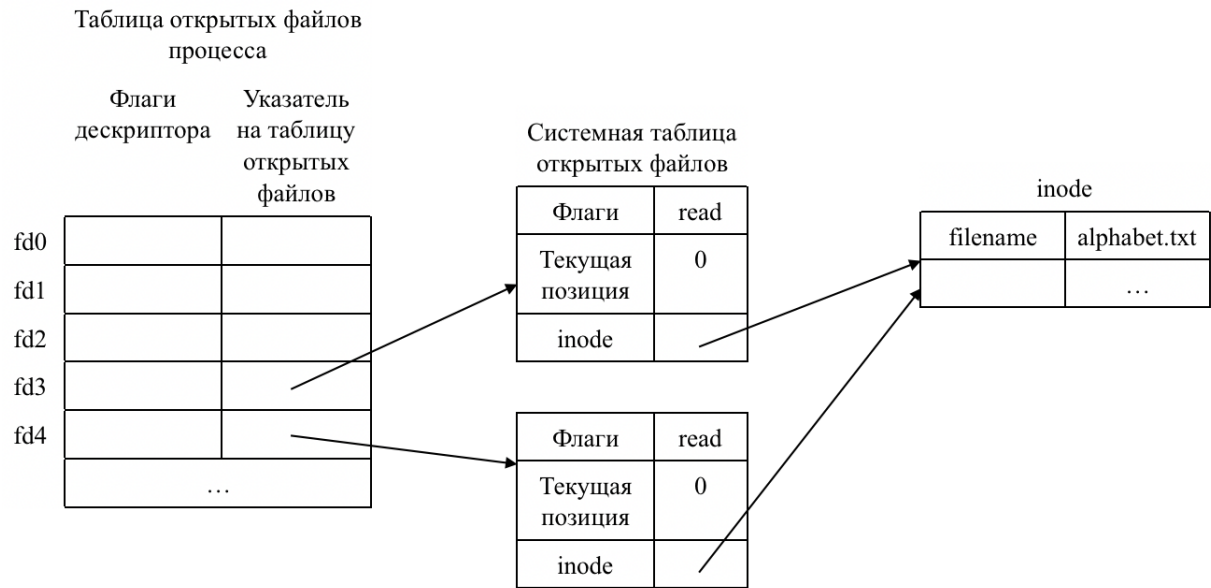 Таблица открытых файлов
процесса
Флаги
дескриптора
Указатель
на таблицу
открытых
файлов
fd0
fd1
fd2
fd3
fd4
…
Системная таблица
открытых файлов
Флаги read
Текущая 0
позиция
inode
Флаги read
Текущая 0
позиция
inode
inode
filename alphabet.txt
…